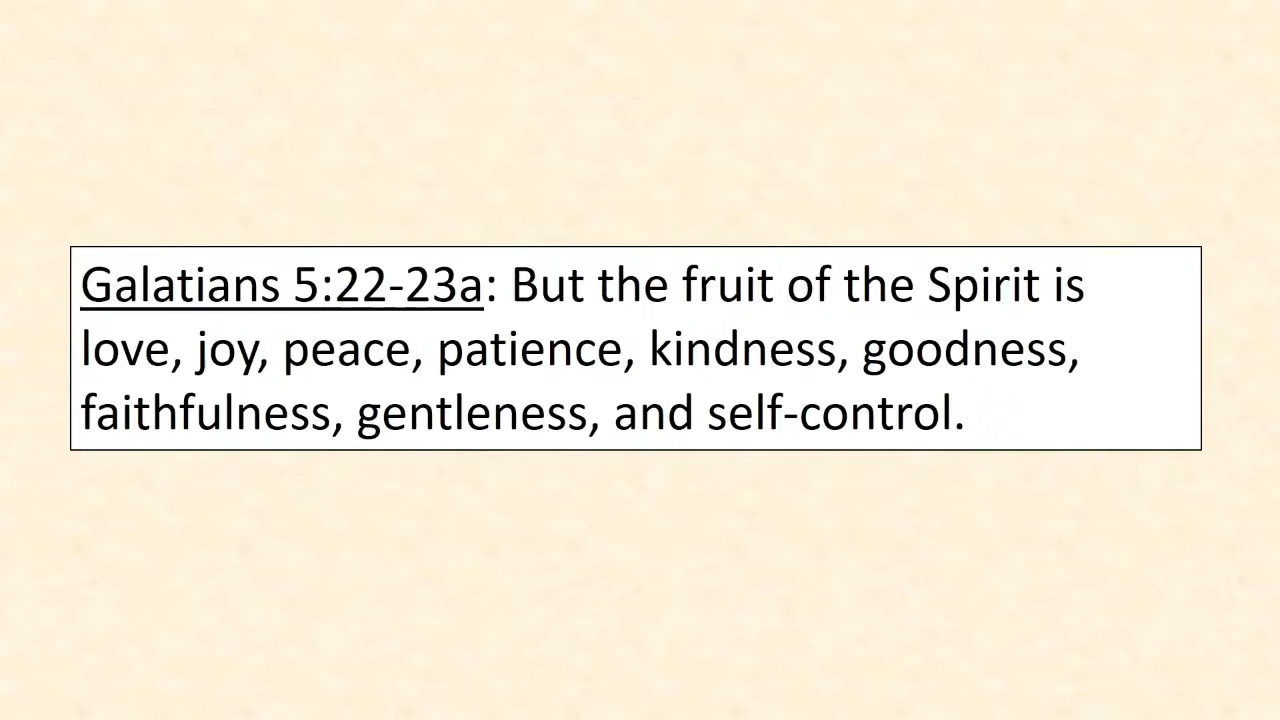 Galatians 5:22-23a: But the fruit of the Spirit is
love, joy, peace, patience, kindness, goodness,
faithfulness, gentleness, and self-control.